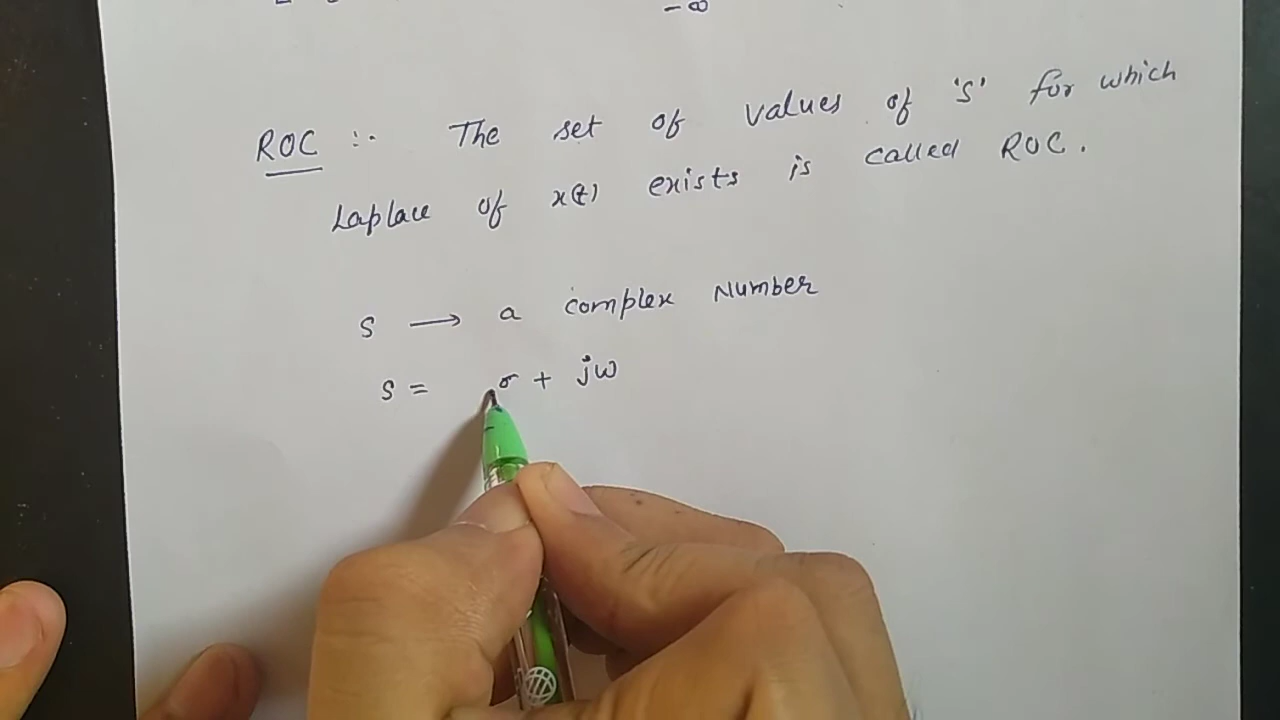 -∞
ROC :- The set of values of 's' for which
Laplace of x(t) exists is called ROC.
s → a complex Number
s = σ + jω